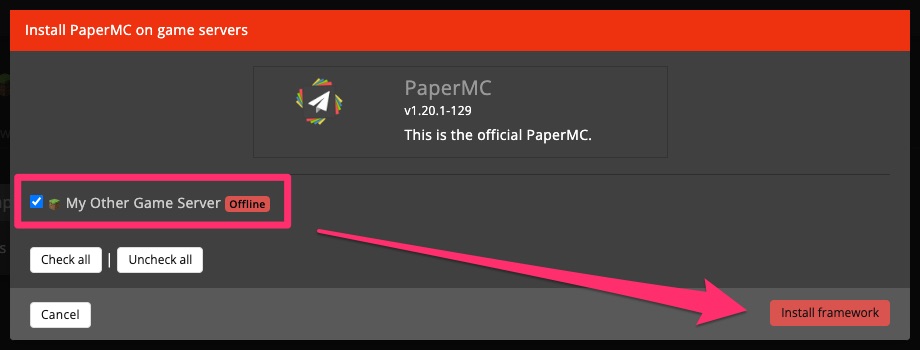 Install PaperMC on game servers
PaperMC
v1.20.1-129
This is the official PaperMC.
My Other Game Server Offline
Check all | Uncheck all
Cancel Install framework